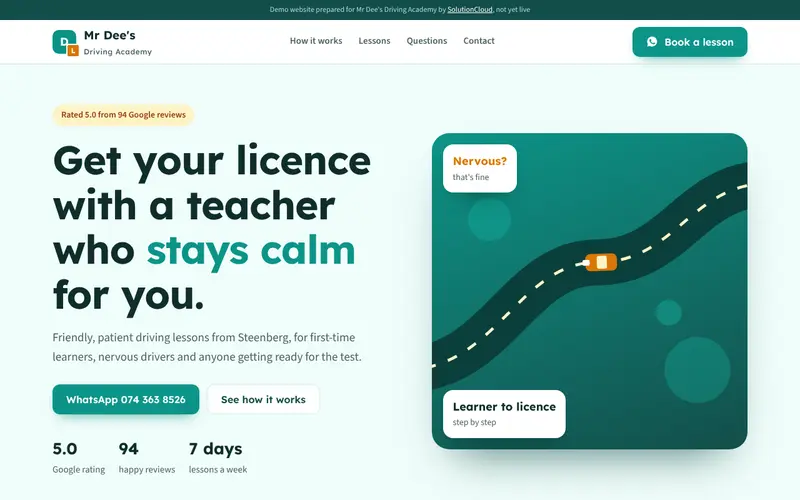 Demo website prepared for Mr Dee's Driving Academy by SolutionCloud, not yet live
D
L
Mr Dee's
Driving Academy
How it works
Lessons
Questions
Contact
Book a lesson
Rated 5.0 from 94 Google reviews
Get your licence
with a teacher
who stays calm
for you.
Friendly, patient driving lessons from Steenberg, for first-time
learners, nervous drivers and anyone getting ready for the test.
WhatsApp 074 363 8526
See how it works
5.0
Google rating
94
happy reviews
7 days
lessons a week
Nervous?
that's fine
Learner to licence
step by step